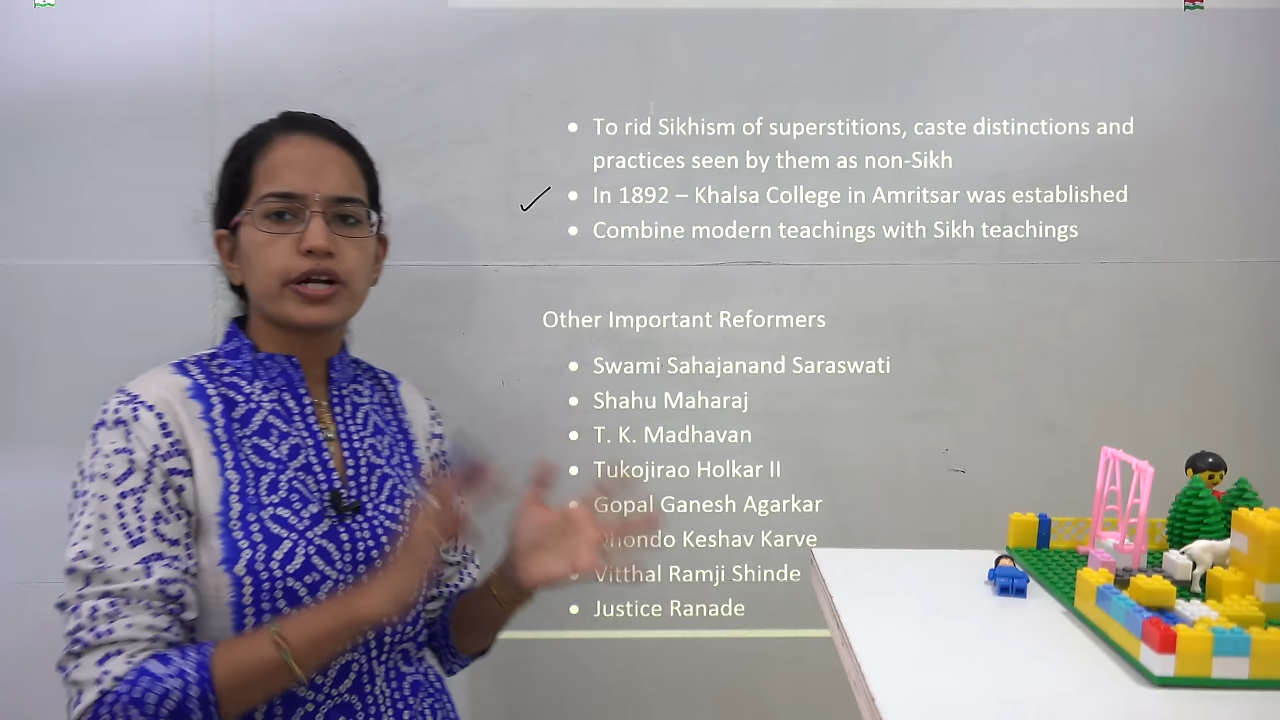 • To rid Sikhism of superstitions, caste distinctions and
practices seen by them as non-Sikh
• In 1892 – Khalsa College in Amritsar was established
• Combine modern teachings with Sikh teachings
Other Important Reformers
• Swami Sahajanand Saraswati
• Shahu Maharaj
• T. K. Madhavan
• Tukojirao Holkar II
• Gopal Ganesh Agarkar
• Dhondo Keshav Karve
• Vitthal Ramji Shinde
• Justice Ranade